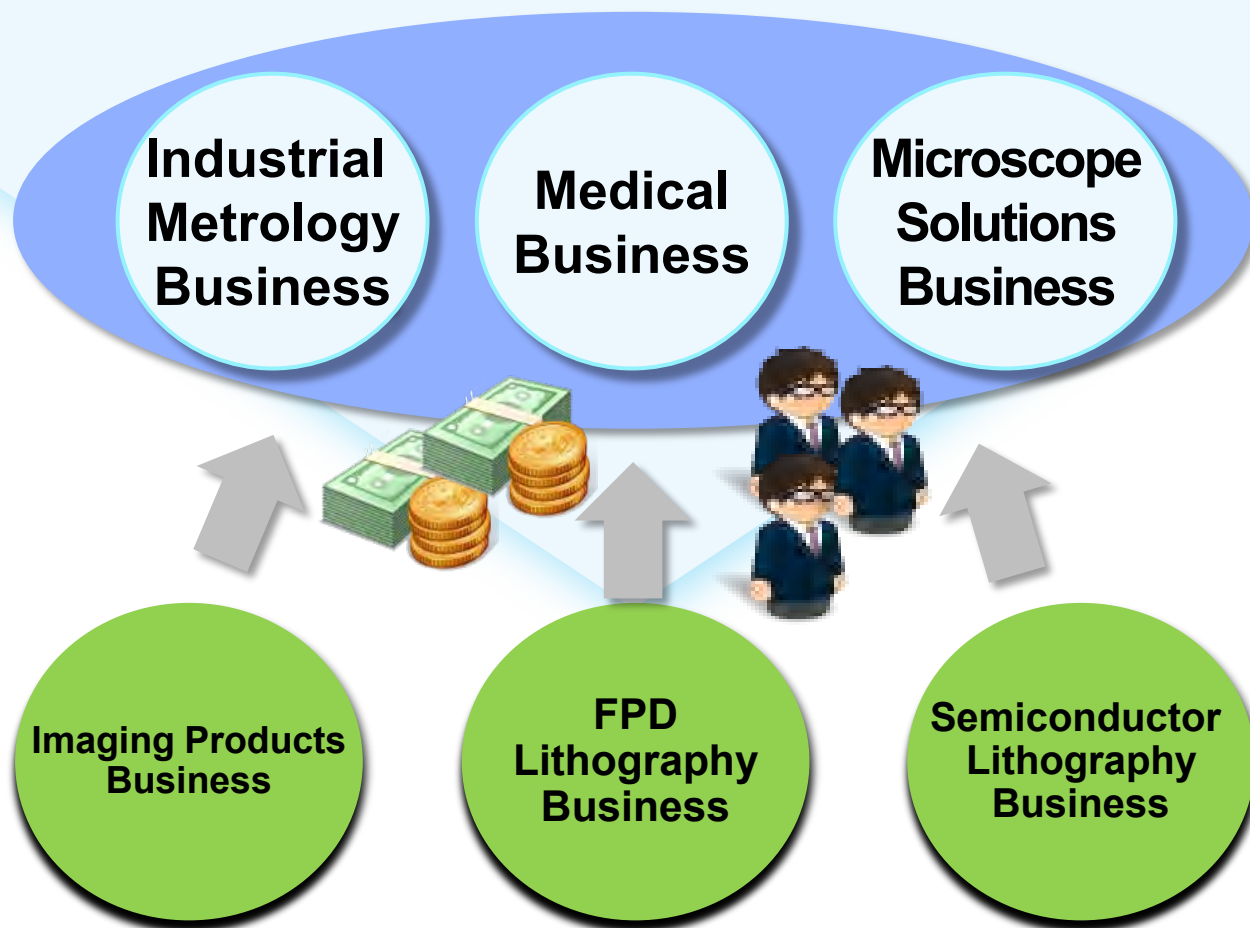 Industrial
Metrology
Business
Medical
Business
Microscope
Solutions
Business
Imaging Products
Business
FPD
Lithography
Business
Semiconductor
Lithography
Business